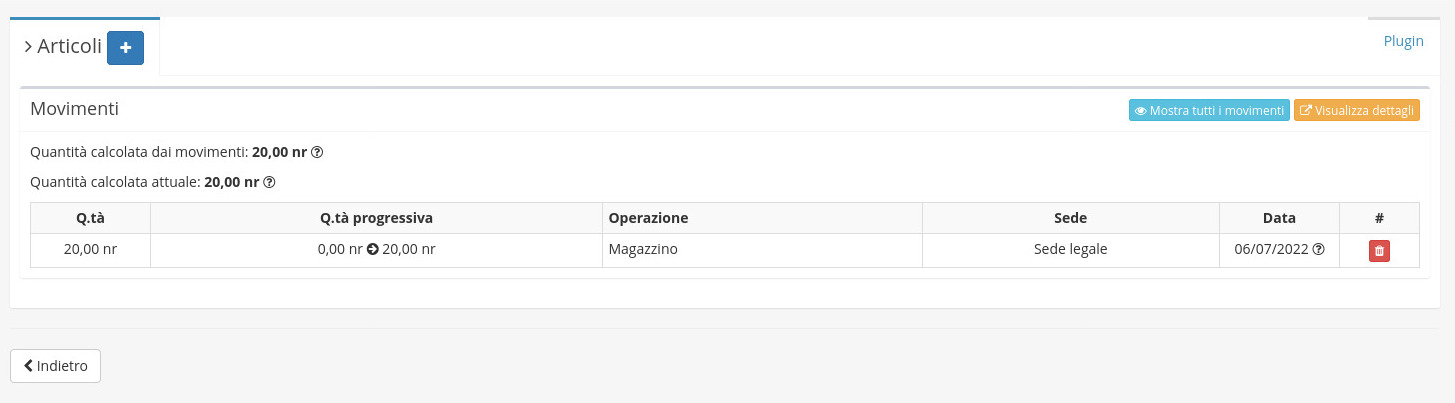 Articoli
Plugin
Movimenti
Mostra tutti i movimenti Visualizza dettagli
Quantità calcolata dai movimenti: 20,00 nr
Quantità calcolata attuale: 20,00 nr
Q.tà Q.tà progressiva Operazione Sede Data #
20,00 nr 0,00 nr 20,00 nr Magazzino Sede legale 06/07/2022
Indietro